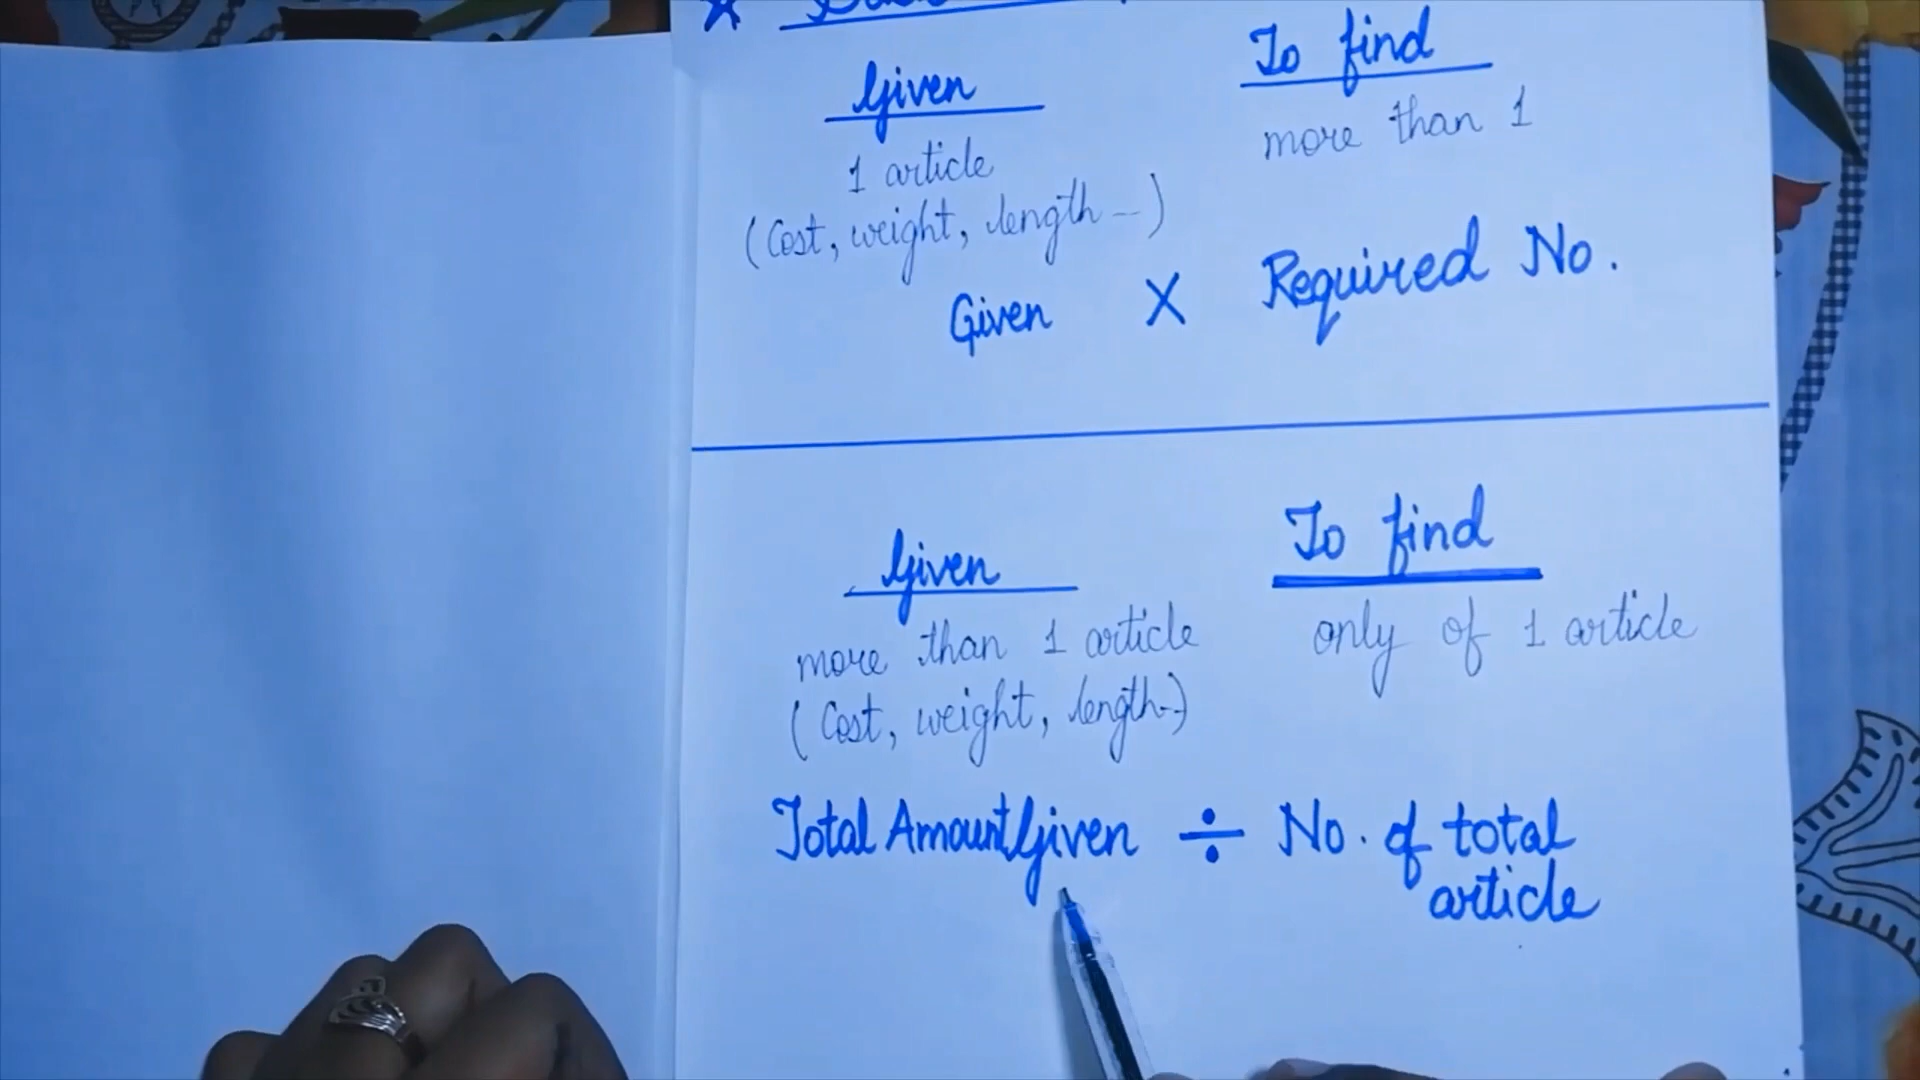 Given
To find
1 article
more than 1
(Cost, weight, length --)
Given X Required No.
Given
To find
more than 1 article
only of 1 article
(Cost, weight, length--)
Total Amount Given ÷ No. of total
article